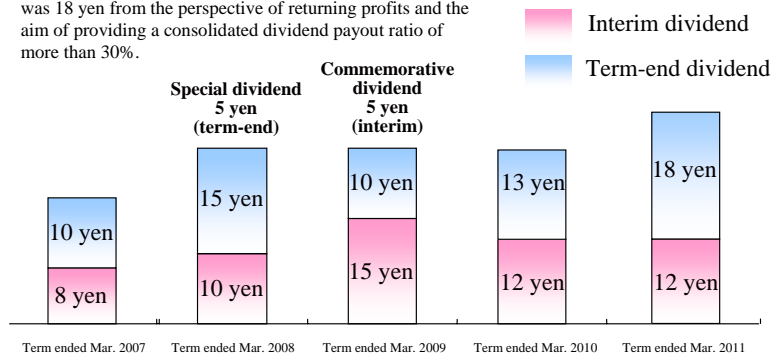 was 18 yen from the perspective of returning profits and the
aim of providing a consolidated dividend payout ratio of
more than 30%.
Interim dividend
Term-end dividend
Special dividend
5 yen
(term-end)
Commemorative
dividend
5 yen
(interim)
10 yen
8 yen
15 yen
10 yen
10 yen
15 yen
13 yen
12 yen
18 yen
12 yen
Term ended Mar. 2007
Term ended Mar. 2008
Term ended Mar. 2009
Term ended Mar. 2010
Term ended Mar. 2011